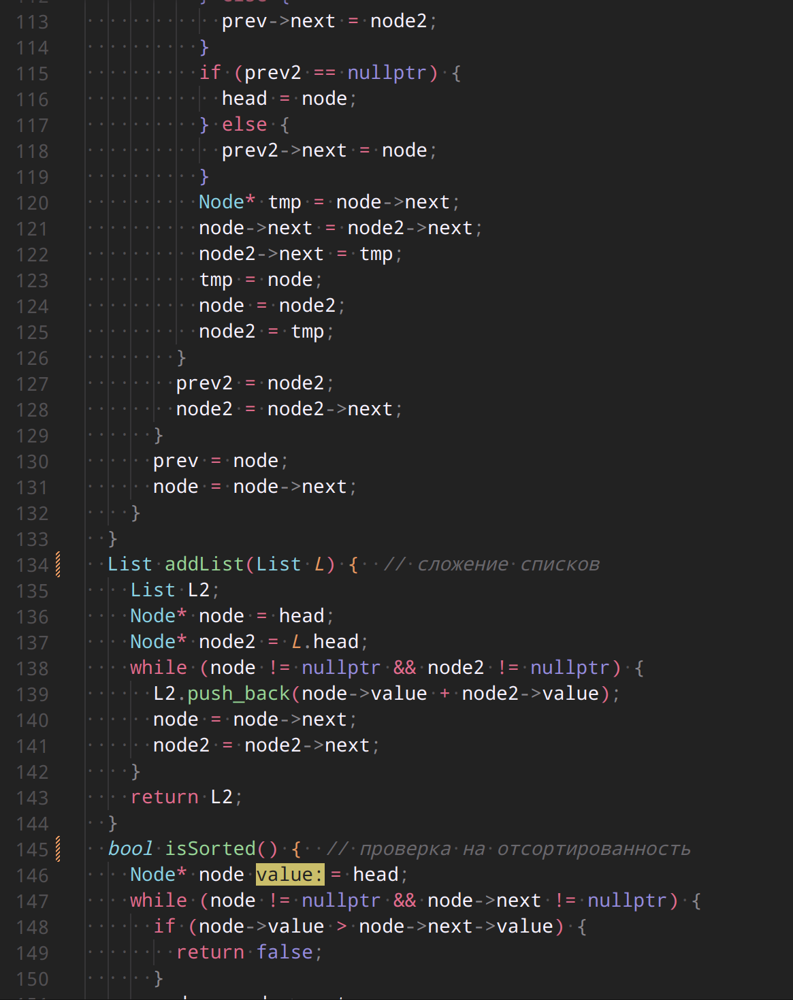 113 prev->next = node2;
114 }
115 if (prev2 == nullptr) {
116 head = node;
117 } else {
118 prev2->next = node;
119 }
120 Node* tmp = node->next;
121 node->next = node2->next;
122 node2->next = tmp;
123 tmp = node;
124 node = node2;
125 node2 = tmp;
126 }
127 prev2 = node2;
128 node2 = node2->next;
129 }
130 prev = node;
131 node = node->next;
132 }
133 }
134 List addList(List L) { // сложение списков
135 List L2;
136 Node* node = head;
137 Node* node2 = L.head;
138 while (node != nullptr && node2 != nullptr) {
139 L2.push_back(node->value + node2->value);
140 node = node->next;
141 node2 = node2->next;
142 }
143 return L2;
144 }
145 bool isSorted() { // проверка на отсортированность
146 Node* node value: = head;
147 while (node != nullptr && node->next != nullptr) {
148 if (node->value > node->next->value) {
149 return false;
150 }